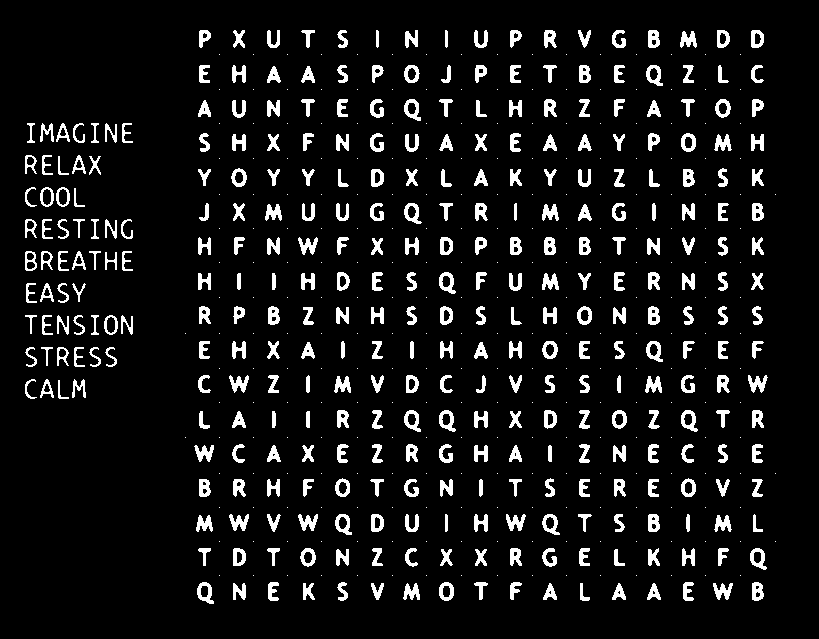 IMAGINE
RELAX
COOL
RESTING
BREATHE
EASY
TENSION
STRESS
CALM
P X U T S I N I U P R V G B M D D
E H A A S P O J P E T B E Q Z L C
A U N T E G Q T L H R Z F A T O P
S H X F N G U A X E A A Y P O M H
Y O Y Y L D X L A K Y U Z L B S K
J X M U U G Q T R I M A G I N E B
H F N W F X H D P B B B T N V S K
H I I H D E S Q F U M Y E R N S X
R P B Z N H S D S L H O N B S S S
E H X A I Z I H A H O E S Q F E F
C W Z I M V D C J V S S I M G R W
L A I I R Z Q Q H X D Z O Z Q T R
W C A X E Z R G H A I Z N E C S E
B R H F O T G N I T S E R E O V Z
M W V W Q D U I H W Q T S B I M L
T D T O N Z C X X R G E L K H F Q
Q N E K S V M O T F A L A A E W B